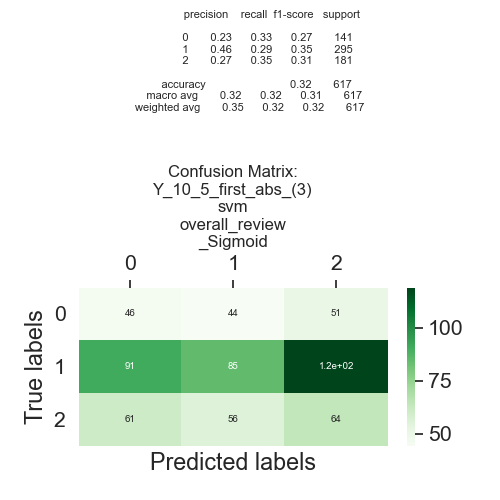 precision recall f1-score support
0 0.23 0.33 0.27 141
1 0.46 0.29 0.35 295
2 0.27 0.35 0.31 181
accuracy 0.32 617
macro avg 0.32 0.32 0.31 617
weighted avg 0.35 0.32 0.32 617
Confusion Matrix:
Y_10_5_first_abs_(3)
svm
overall_review
_Sigmoid
0 1 2
0 46 44 51
1 91 85 1.2e+02
2 61 56 64
True labels
Predicted labels
100
75
50